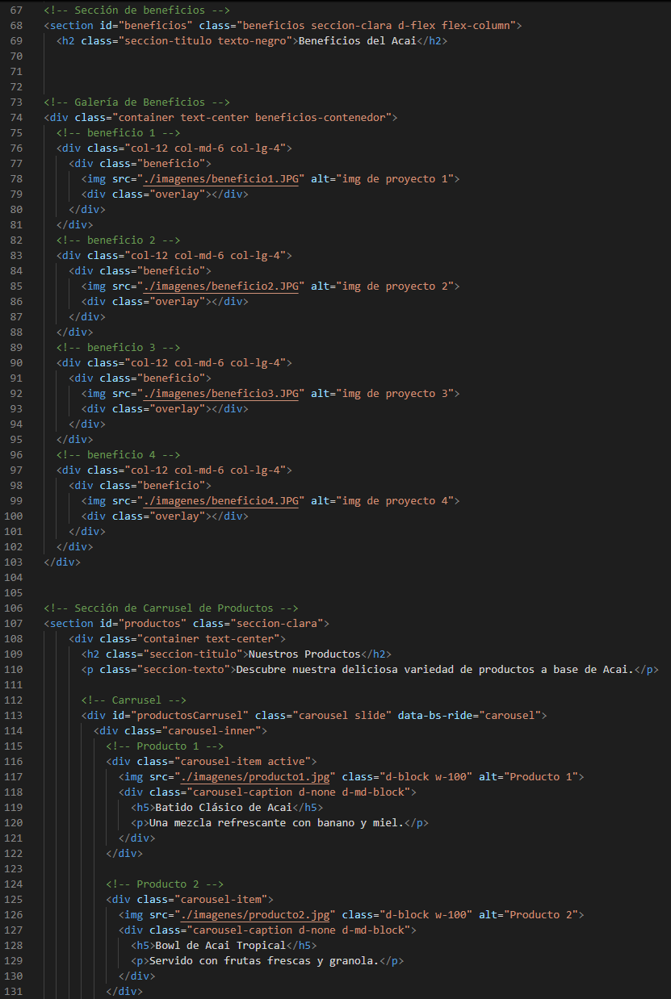 67 <!-- Sección de beneficios -->
68 <section id="beneficios" class="beneficios seccion-clara d-flex flex-column">
69 <h2 class="seccion-titulo texto-negro">Beneficios del Acai</h2>
70
71
72
73 <!-- Galería de Beneficios -->
74 <div class="container text-center beneficios-contenedor">
75 <!-- beneficio 1 -->
76 <div class="col-12 col-md-6 col-lg-4">
77 <div class="beneficio">
78 <img src="./imagenes/beneficio1.JPG" alt="img de proyecto 1">
79 <div class="overlay"></div>
80 </div>
81 </div>
82 <!-- beneficio 2 -->
83 <div class="col-12 col-md-6 col-lg-4">
84 <div class="beneficio">
85 <img src="./imagenes/beneficio2.JPG" alt="img de proyecto 2">
86 <div class="overlay"></div>
87 </div>
88 </div>
89 <!-- beneficio 3 -->
90 <div class="col-12 col-md-6 col-lg-4">
91 <div class="beneficio">
92 <img src="./imagenes/beneficio3.JPG" alt="img de proyecto 3">
93 <div class="overlay"></div>
94 </div>
95 </div>
96 <!-- beneficio 4 -->
97 <div class="col-12 col-md-6 col-lg-4">
98 <div class="beneficio">
99 <img src="./imagenes/beneficio4.JPG" alt="img de proyecto 4">
100 <div class="overlay"></div>
101 </div>
102 </div>
103 </div>
104
105
106 <!-- Sección de Carrusel de Productos -->
107 <section id="productos" class="seccion-clara">
108 <div class="container text-center">
109 <h2 class="seccion-titulo">Nuestros Productos</h2>
110 <p class="seccion-texto">Descubre nuestra deliciosa variedad de productos a base de Acai.</p>
111
112 <!-- Carrusel -->
113 <div id="productosCarrusel" class="carousel slide" data-bs-ride="carousel">
114 <div class="carousel-inner">
115 <!-- Producto 1 -->
116 <div class="carousel-item active">
117 <img src="./imagenes/producto1.jpg" class="d-block w-100" alt="Producto 1">
118 <div class="carousel-caption d-none d-md-block">
119 <h5>Batido Clásico de Acai</h5>
120 <p>Una mezcla refrescante con banano y miel.</p>
121 </div>
122 </div>
123
124 <!-- Producto 2 -->
125 <div class="carousel-item">
126 <img src="./imagenes/producto2.jpg" class="d-block w-100" alt="Producto 2">
127 <div class="carousel-caption d-none d-md-block">
128 <h5>Bowl de Acai Tropical</h5>
129 <p>Servido con frutas frescas y granola.</p>
130 </div>
131 </div>